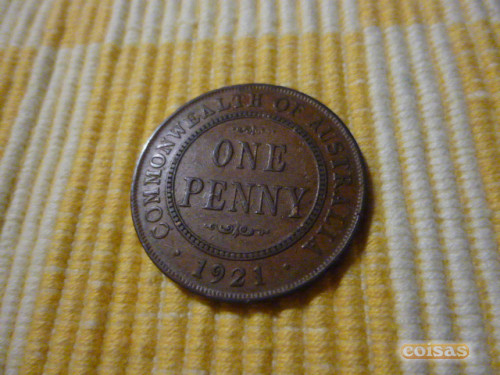 COMMONWEALTH OF AUSTRALIA
ONE
PENNY
1921
coisas